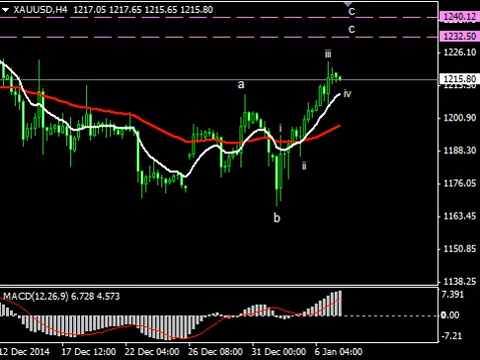 XAUUSD,H4 1217.05 1217.65 1215.65 1215.80
c
1240.12
c
1232.50
1226.10
iii
1215.80
1213.30
a
iv
1200.90
i
1188.30
ii
1176.05
b
1163.45
1150.85
1138.25
MACD(12,26,9) 6.728 4.573
7.391
0.00
-7.21
12 Dec 2014 17 Dec 12:00 22 Dec 04:00 26 Dec 08:00 31 Dec 00:00 6 Jan 04:00